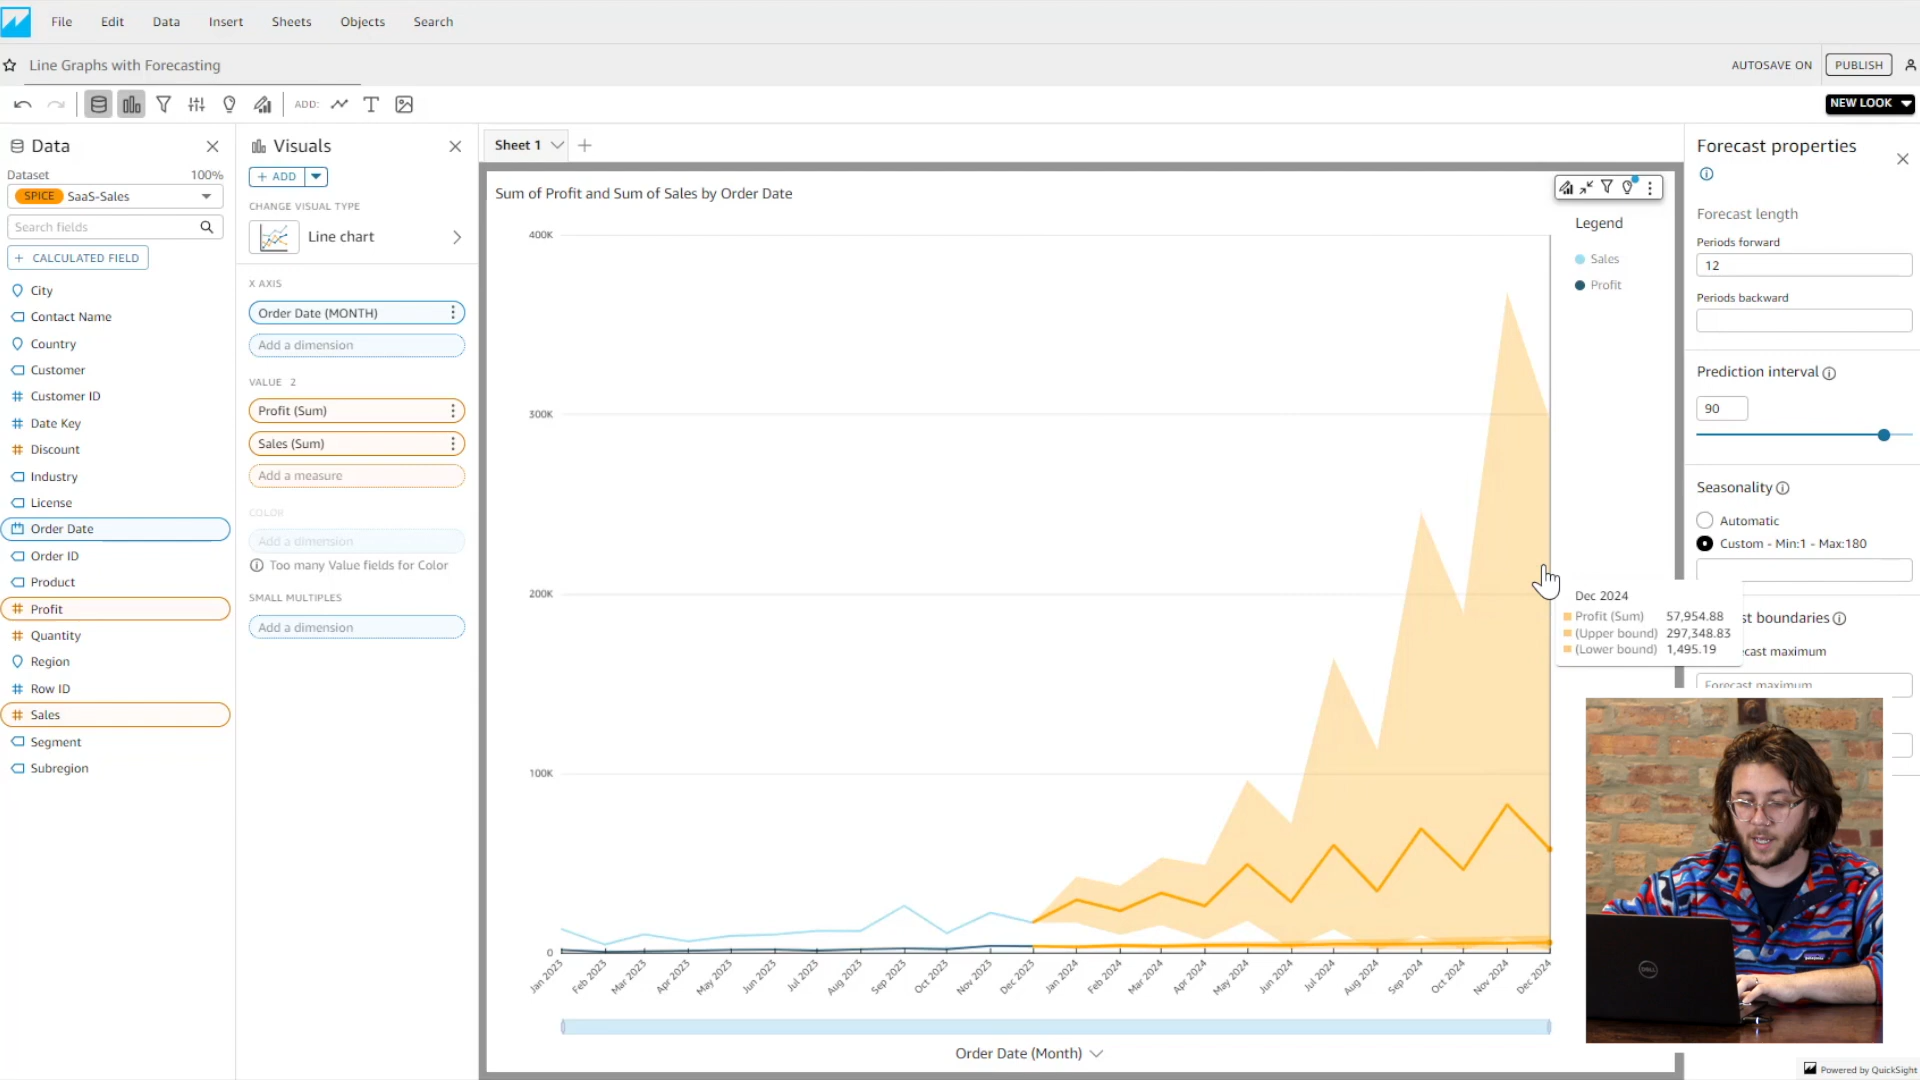 File Edit Data Insert Sheets Objects Search
Line Graphs with Forecasting
AUTOSAVE ON
PUBLISH
ADD:
NEW LOOK
Data
Dataset 100%
SPICE SaaS-Sales
Search fields
+ CALCULATED FIELD
City
Contact Name
Country
Customer
Customer ID
Date Key
Discount
Industry
License
Order Date
Order ID
Product
Profit
Quantity
Region
Row ID
Sales
Segment
Subregion
Visuals
+ ADD
CHANGE VISUAL TYPE
Line chart
X AXIS
Order Date (MONTH)
Add a dimension
VALUE 2
Profit (Sum)
Sales (Sum)
Add a measure
COLOR
Add a dimension
Too many Value fields for Color
SMALL MULTIPLES
Add a dimension
Sheet 1
Sum of Profit and Sum of Sales by Order Date
400K
300K
200K
100K
0
Jan 2023 Feb 2023 Mar 2023 Apr 2023 May 2023 Jun 2023 Jul 2023 Aug 2023 Sep 2023 Oct 2023 Nov 2023 Dec 2023 Jan 2024 Feb 2024 Mar 2024 Apr 2024 May 2024 Jun 2024 Jul 2024 Aug 2024 Sep 2024 Oct 2024 Nov 2024 Dec 2024
Order Date (Month)
Legend
Sales
Profit
Dec 2024
Profit (Sum) 57,954.88
(Upper bound) 297,348.83
(Lower bound) 1,495.19
Forecast properties
Forecast length
Periods forward
12
Periods backward
Prediction interval
90
Seasonality
Automatic
Custom - Min:1 - Max:180
st boundaries
ecast maximum
Forecast maximum
DELL
Powered by QuickSight